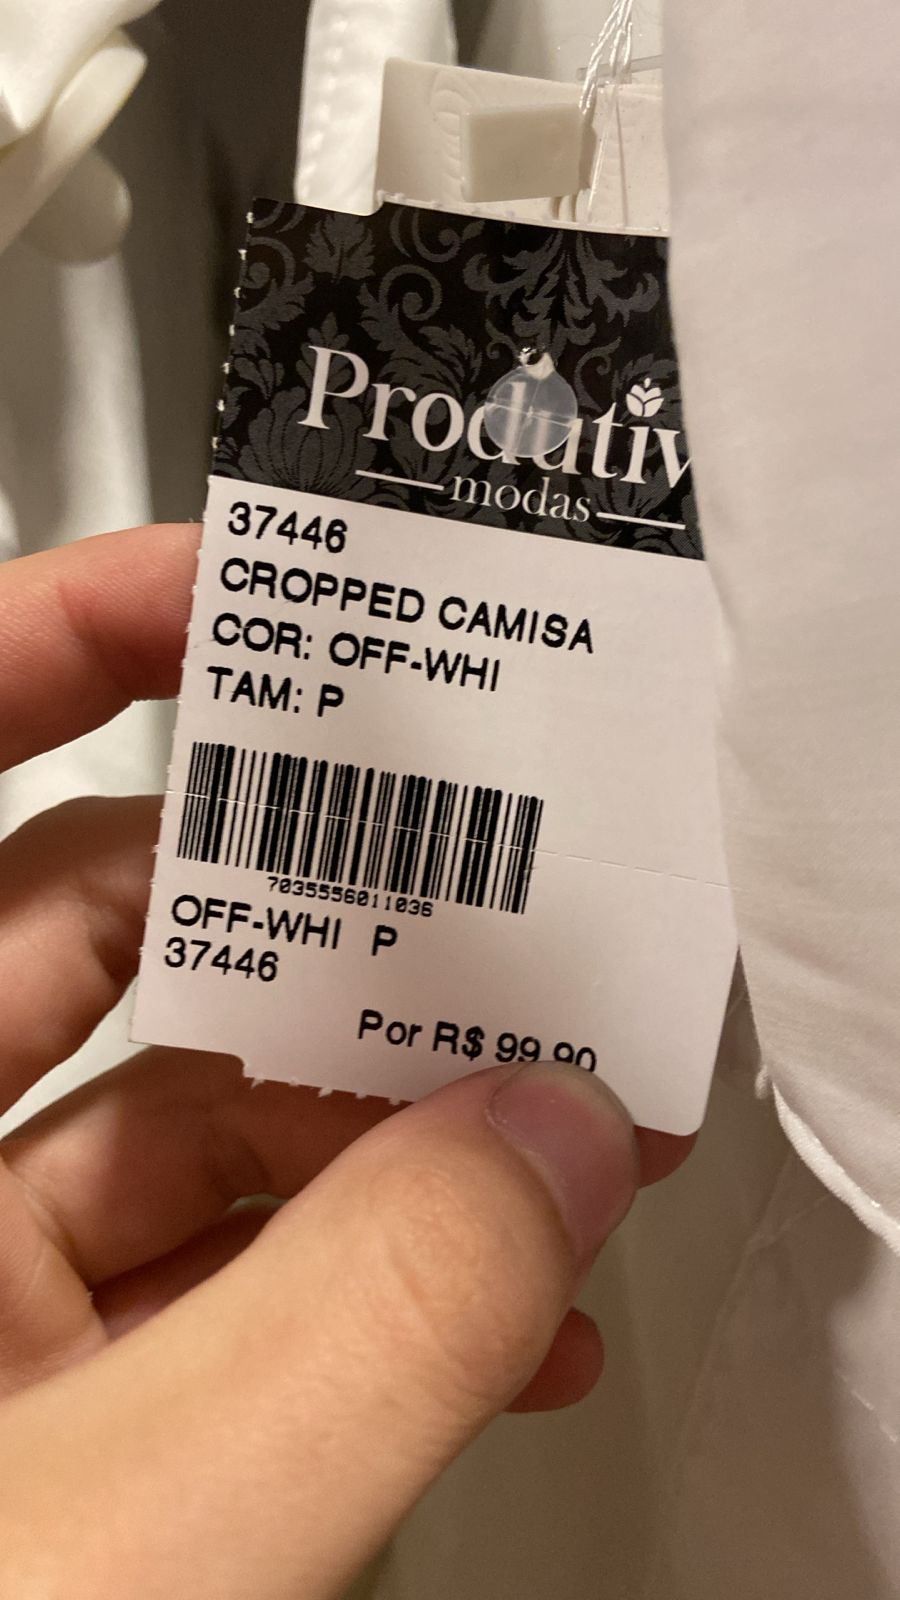 Produtiv
modas
37446
CROPPED CAMISA
COR: OFF-WHI
TAM: P
7035556011036
OFF-WHI P
37446
Por R$ 99,90